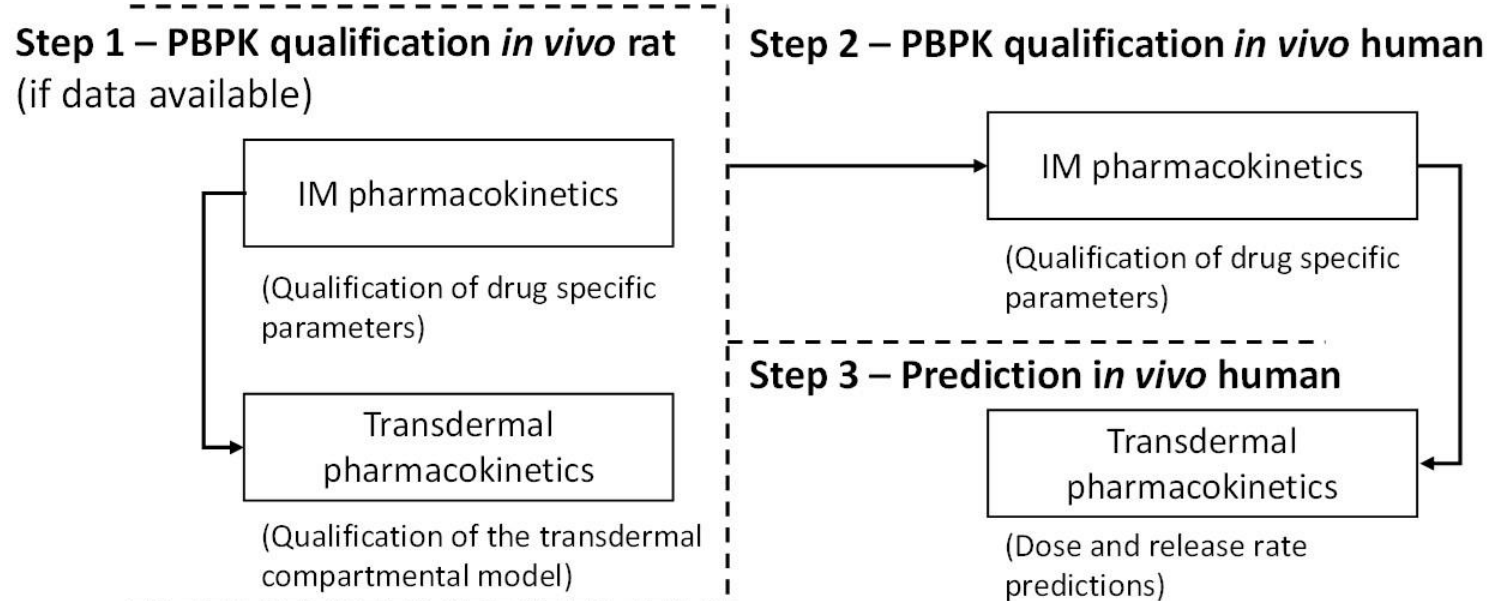 Step 1 – PBPK qualification in vivo rat
(if data available)
IM pharmacokinetics
(Qualification of drug specific
parameters)
Transdermal
pharmacokinetics
(Qualification of the transdermal
compartmental model)
Step 2 – PBPK qualification in vivo human
IM pharmacokinetics
(Qualification of drug specific
parameters)
Step 3 – Prediction in vivo human
Transdermal
pharmacokinetics
(Dose and release rate
predictions)